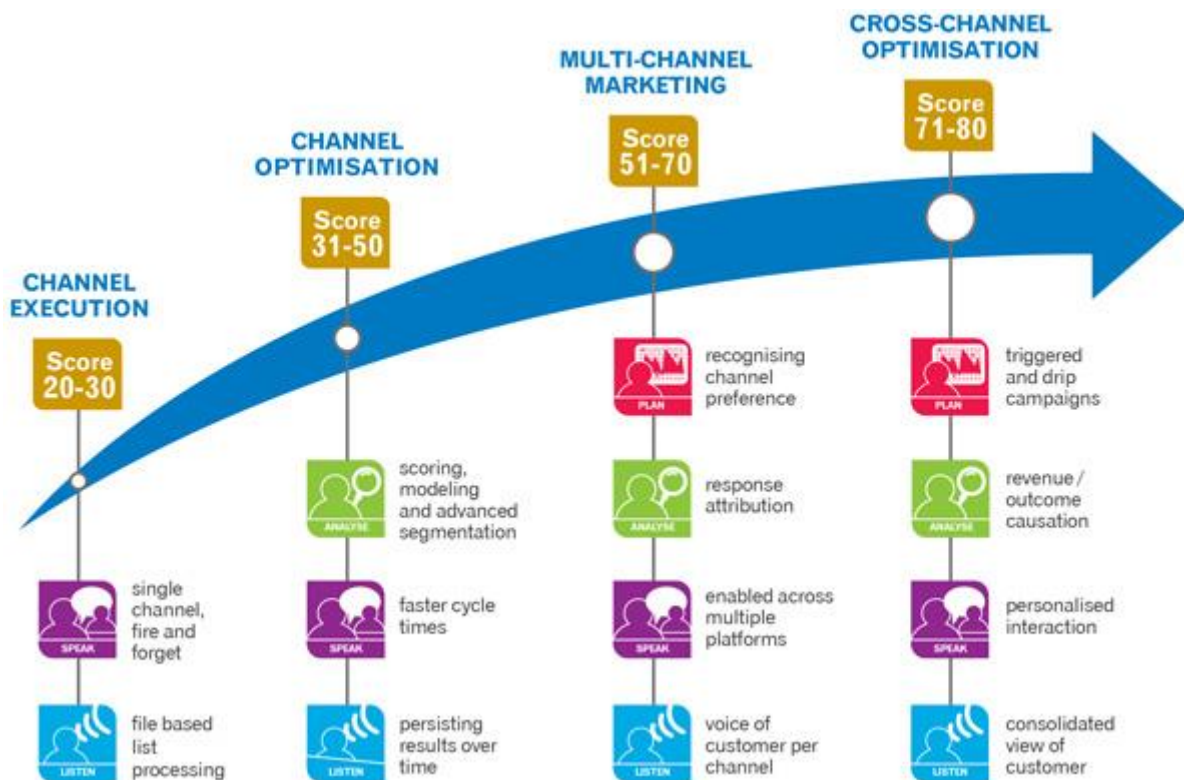 CHANNEL
EXECUTION
Score
20-30
SPEAK
single
channel,
fire and
forget
LISTEN
file based
list
processing
CHANNEL
OPTIMISATION
Score
31-50
ANALYSE
scoring,
modeling
and advanced
segmentation
SPEAK
faster cycle
times
LISTEN
persisting
results over
time
MULTI-CHANNEL
MARKETING
Score
51-70
PLAN
recognising
channel
preference
ANALYSE
response
attribution
SPEAK
enabled across
multiple
platforms
LISTEN
voice of
customer per
channel
CROSS-CHANNEL
OPTIMISATION
Score
71-80
PLAN
triggered
and drip
campaigns
ANALYSE
revenue /
outcome
causation
SPEAK
personalised
interaction
LISTEN
consolidated
view of
customer